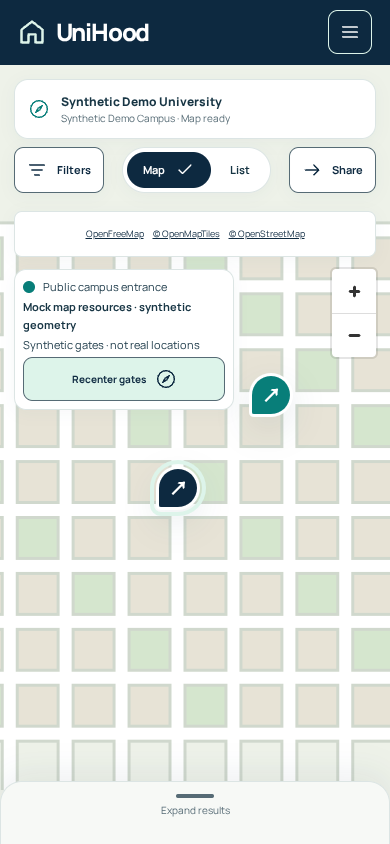 UniHood
Synthetic Demo University
Synthetic Demo Campus · Map ready
Filters
Map
List
Share
OpenFreeMap © OpenMapTiles © OpenStreetMap
Public campus entrance
Mock map resources · synthetic
geometry
Synthetic gates · not real locations
Recenter gates
+
−
Expand results